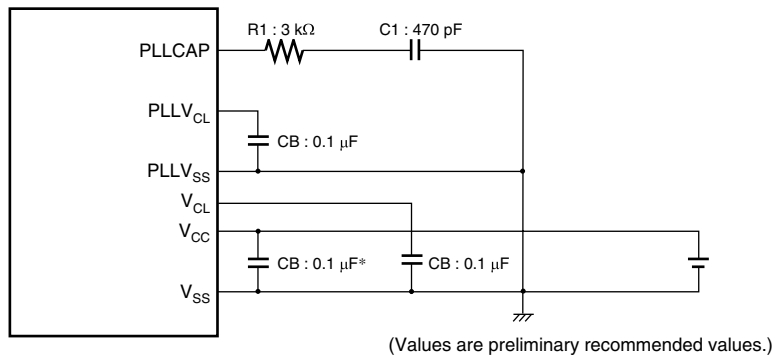 R1 : 3 kΩ
C1 : 470 pF
PLLCAP
PLLVCL
CB : 0.1 μF
PLLVSS
VCL
VCC
CB : 0.1 μF*
CB : 0.1 μF
VSS
(Values are preliminary recommended values.)